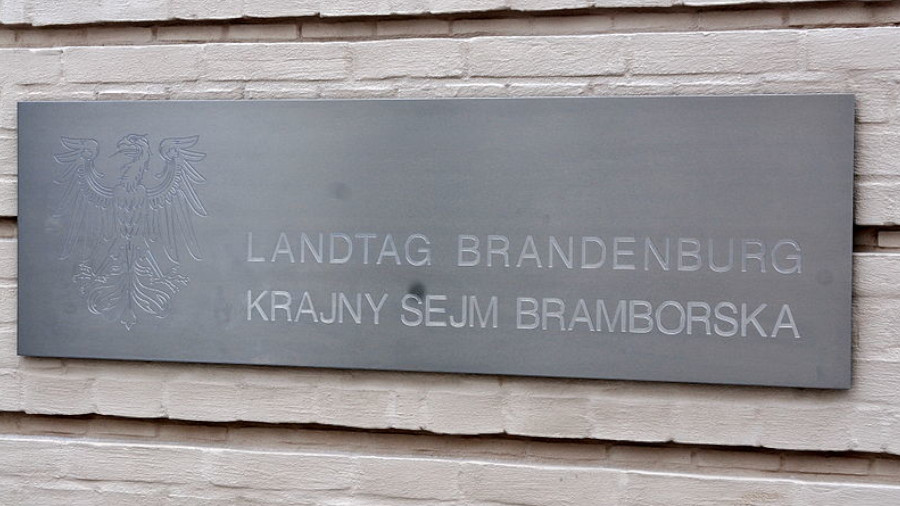 LANDTAG BRANDENBURG
KRAJNY SEJM BRAMBORSKA